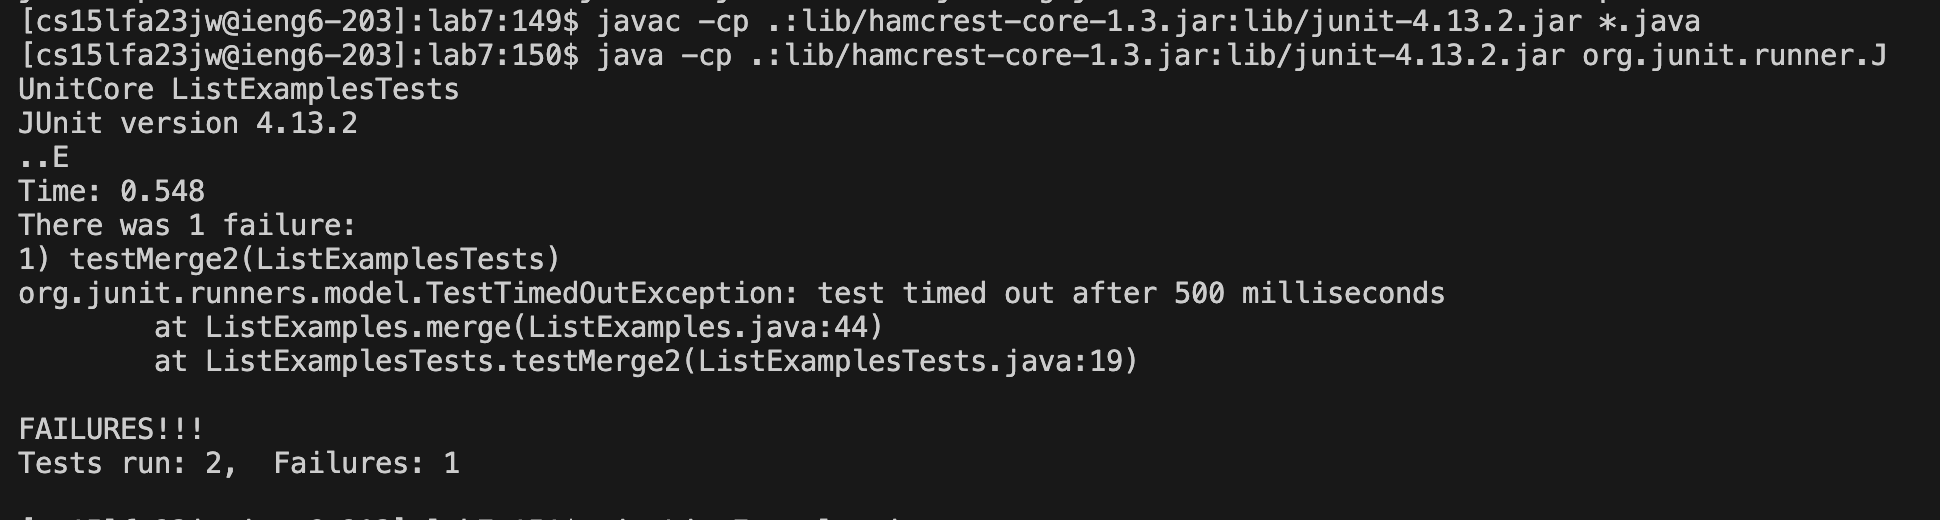 [cs15lfa23jw@ieng6-203]:lab7:149$ javac -cp .:lib/hamcrest-core-1.3.jar:lib/junit-4.13.2.jar *.java
[cs15lfa23jw@ieng6-203]:lab7:150$ java -cp .:lib/hamcrest-core-1.3.jar:lib/junit-4.13.2.jar org.junit.runner.J
UnitCore ListExamplesTests
JUnit version 4.13.2
..E
Time: 0.548
There was 1 failure:
1) testMerge2(ListExamplesTests)
org.junit.runners.model.TestTimedOutException: test timed out after 500 milliseconds
        at ListExamples.merge(ListExamples.java:44)
        at ListExamplesTests.testMerge2(ListExamplesTests.java:19)
FAILURES!!!
Tests run: 2,  Failures: 1